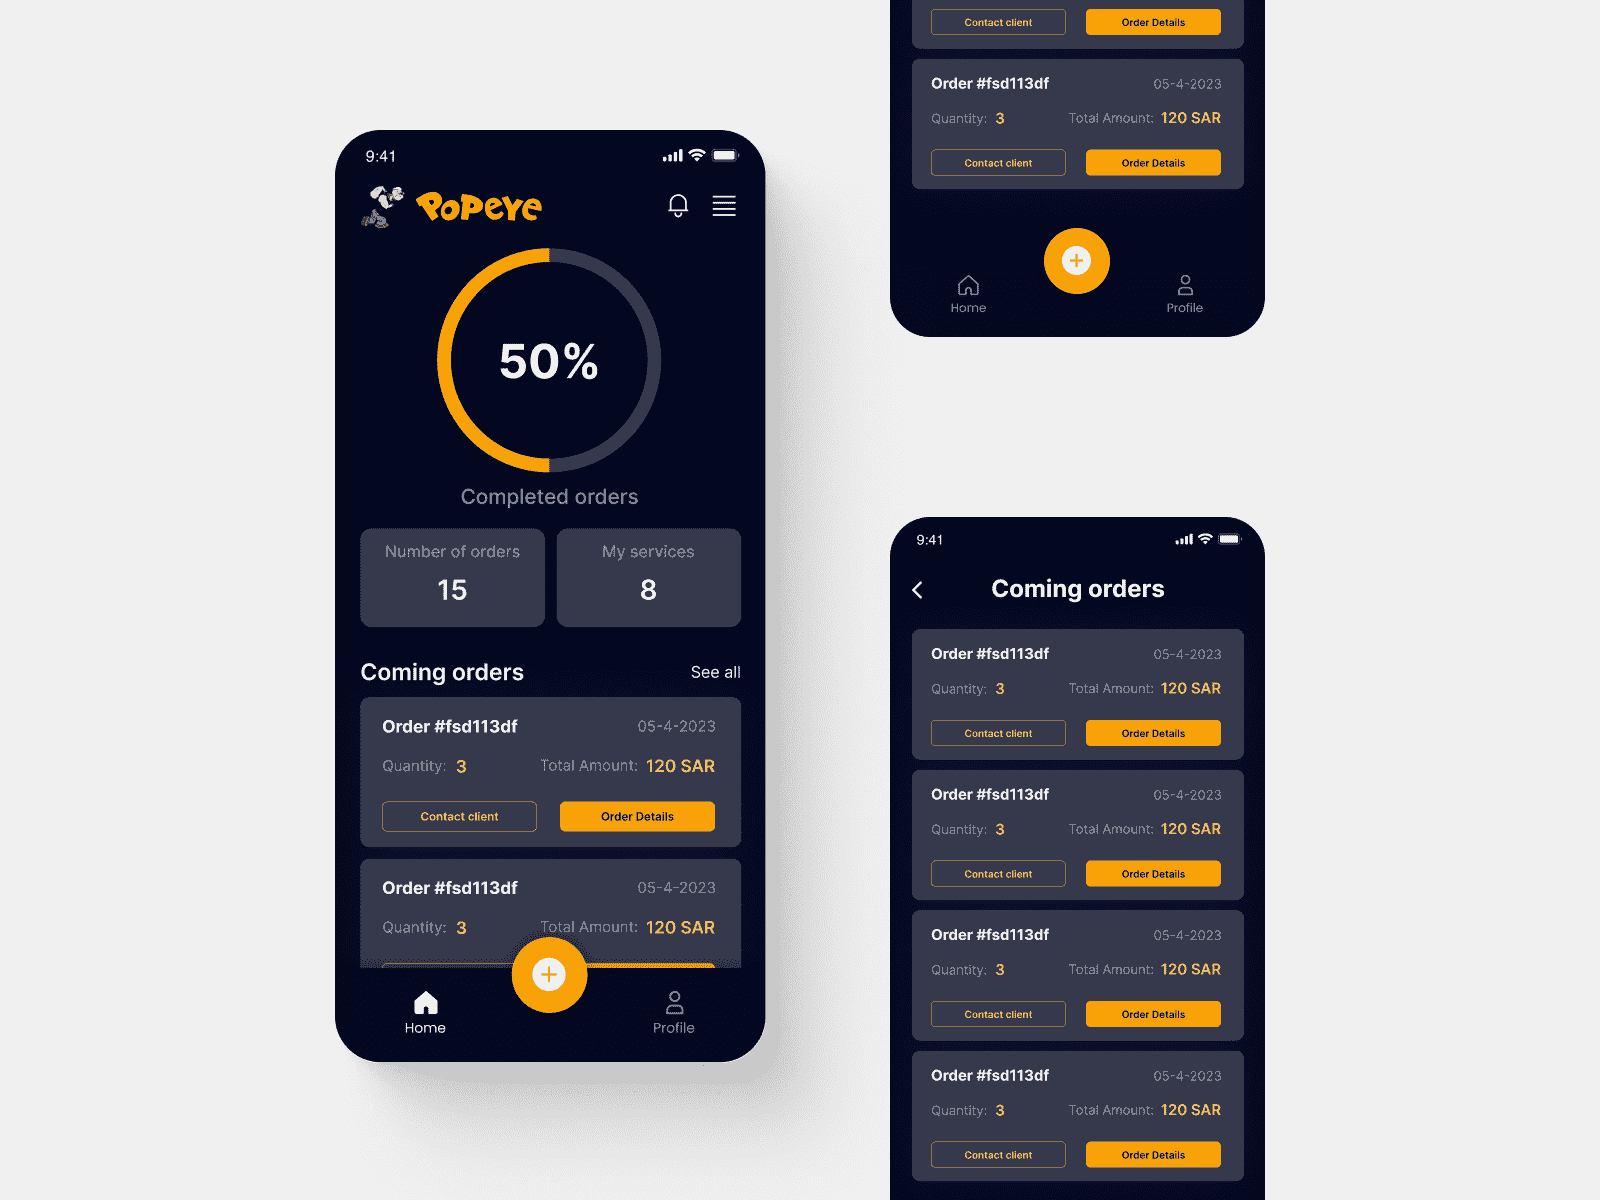 9:41
POPEYE
50%
Completed orders
Number of orders
15
My services
8
Coming orders See all
Order #fsd113df 05-4-2023
Quantity: 3 Total Amount: 120 SAR
Contact client Order Details
Order #fsd113df 05-4-2023
Quantity: 3 Total Amount: 120 SAR
Home Profile
Contact client Order Details
Order #fsd113df 05-4-2023
Quantity: 3 Total Amount: 120 SAR
Contact client Order Details
Home Profile
9:41
Coming orders
Order #fsd113df 05-4-2023
Quantity: 3 Total Amount: 120 SAR
Contact client Order Details
Order #fsd113df 05-4-2023
Quantity: 3 Total Amount: 120 SAR
Contact client Order Details
Order #fsd113df 05-4-2023
Quantity: 3 Total Amount: 120 SAR
Contact client Order Details
Order #fsd113df 05-4-2023
Quantity: 3 Total Amount: 120 SAR
Contact client Order Details